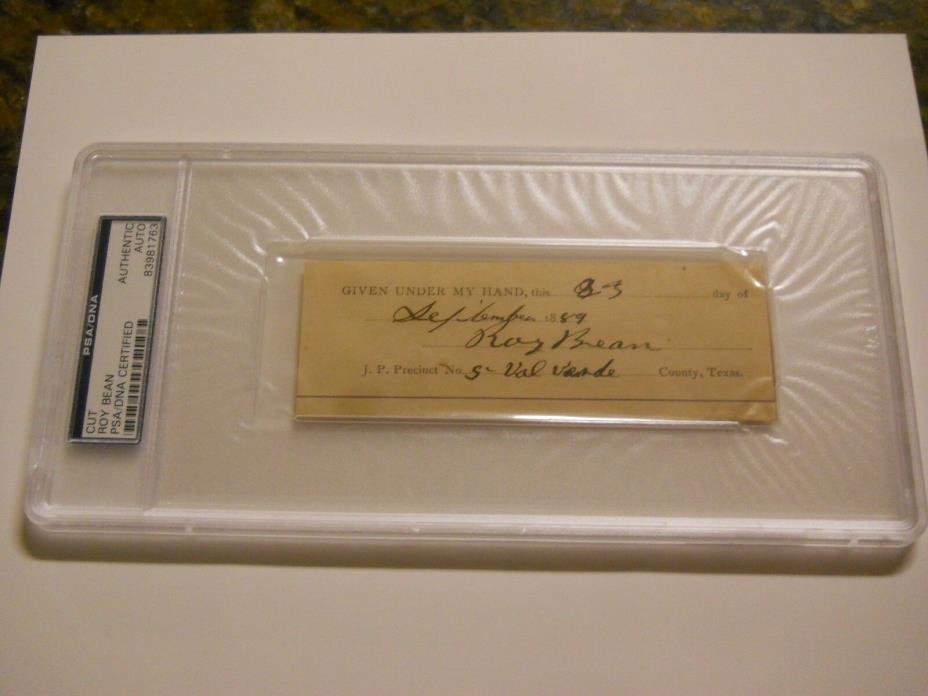 GIVEN UNDER MY HAND, this 23 day of
September 1889
Roy Bean
J. P. Precinct No. 5 Val Verde County, Texas.
PSA/DNA
CUT
ROY BEAN
PSA/DNA CERTIFIED
AUTHENTIC
AUTO
83981763